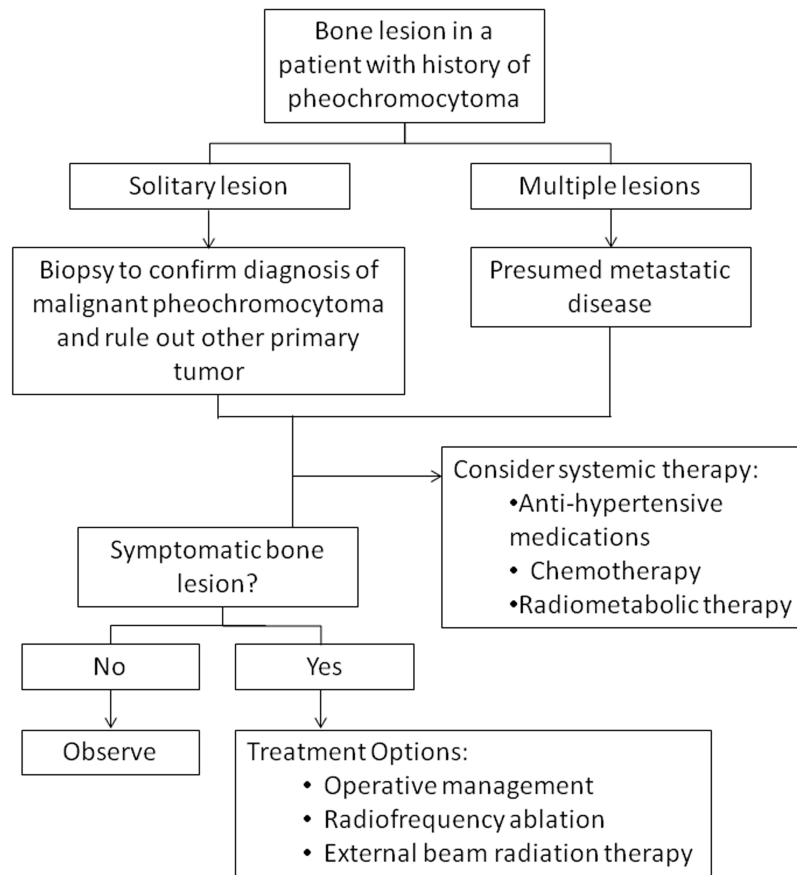 Bone lesion in a
patient with history of
pheochromocytoma
Solitary lesion
Multiple lesions
Biopsy to confirm diagnosis of
malignant pheochromocytoma
and rule out other primary
tumor
Presumed metastatic
disease
Consider systemic therapy:
•Anti-hypertensive
medications
• Chemotherapy
•Radiometabolic therapy
Symptomatic bone
lesion?
No
Yes
Observe
Treatment Options:
• Operative management
• Radiofrequency ablation
• External beam radiation therapy